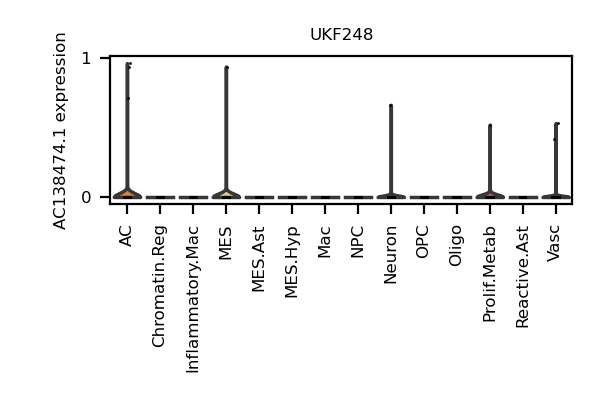 UKF248
AC138474.1 expression
1
0
AC
Chromatin.Reg
Inflammatory.Mac
MES
MES.Ast
MES.Hyp
Mac
NPC
Neuron
OPC
Oligo
Prolif.Metab
Reactive.Ast
Vasc